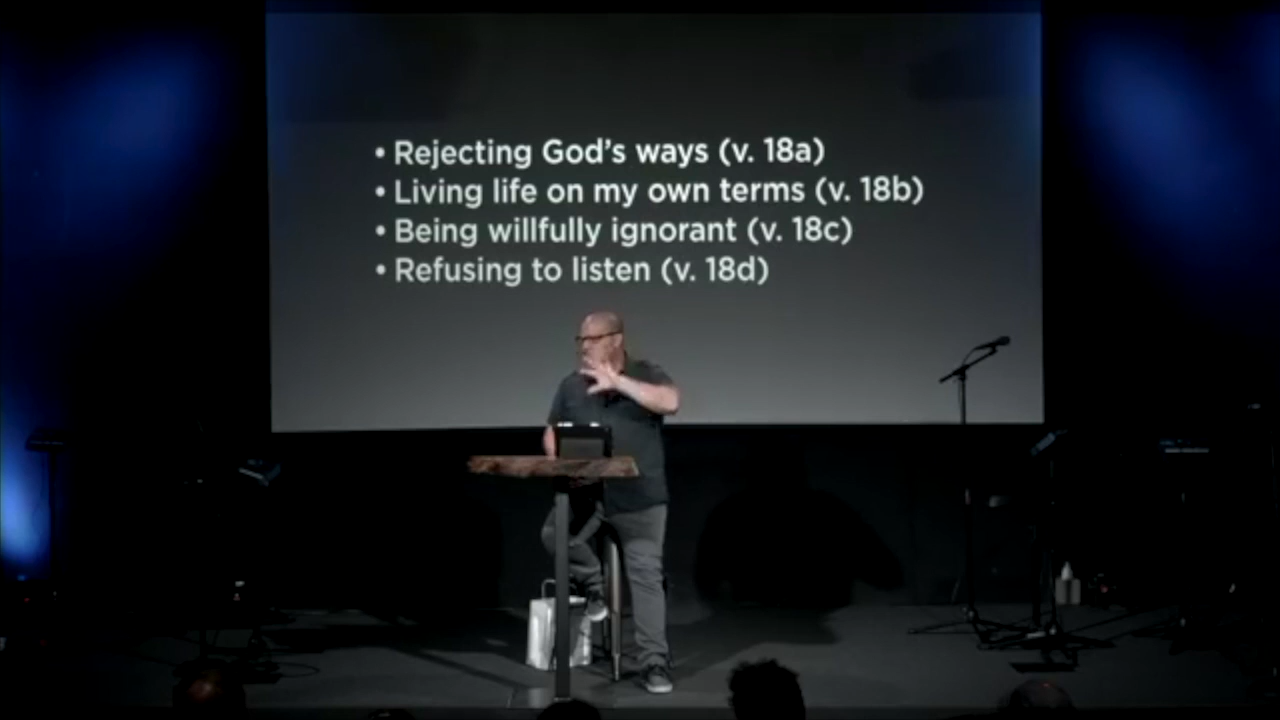 • Rejecting God's ways (v. 18a)
• Living life on my own terms (v. 18b)
• Being willfully ignorant (v. 18c)
• Refusing to listen (v. 18d)